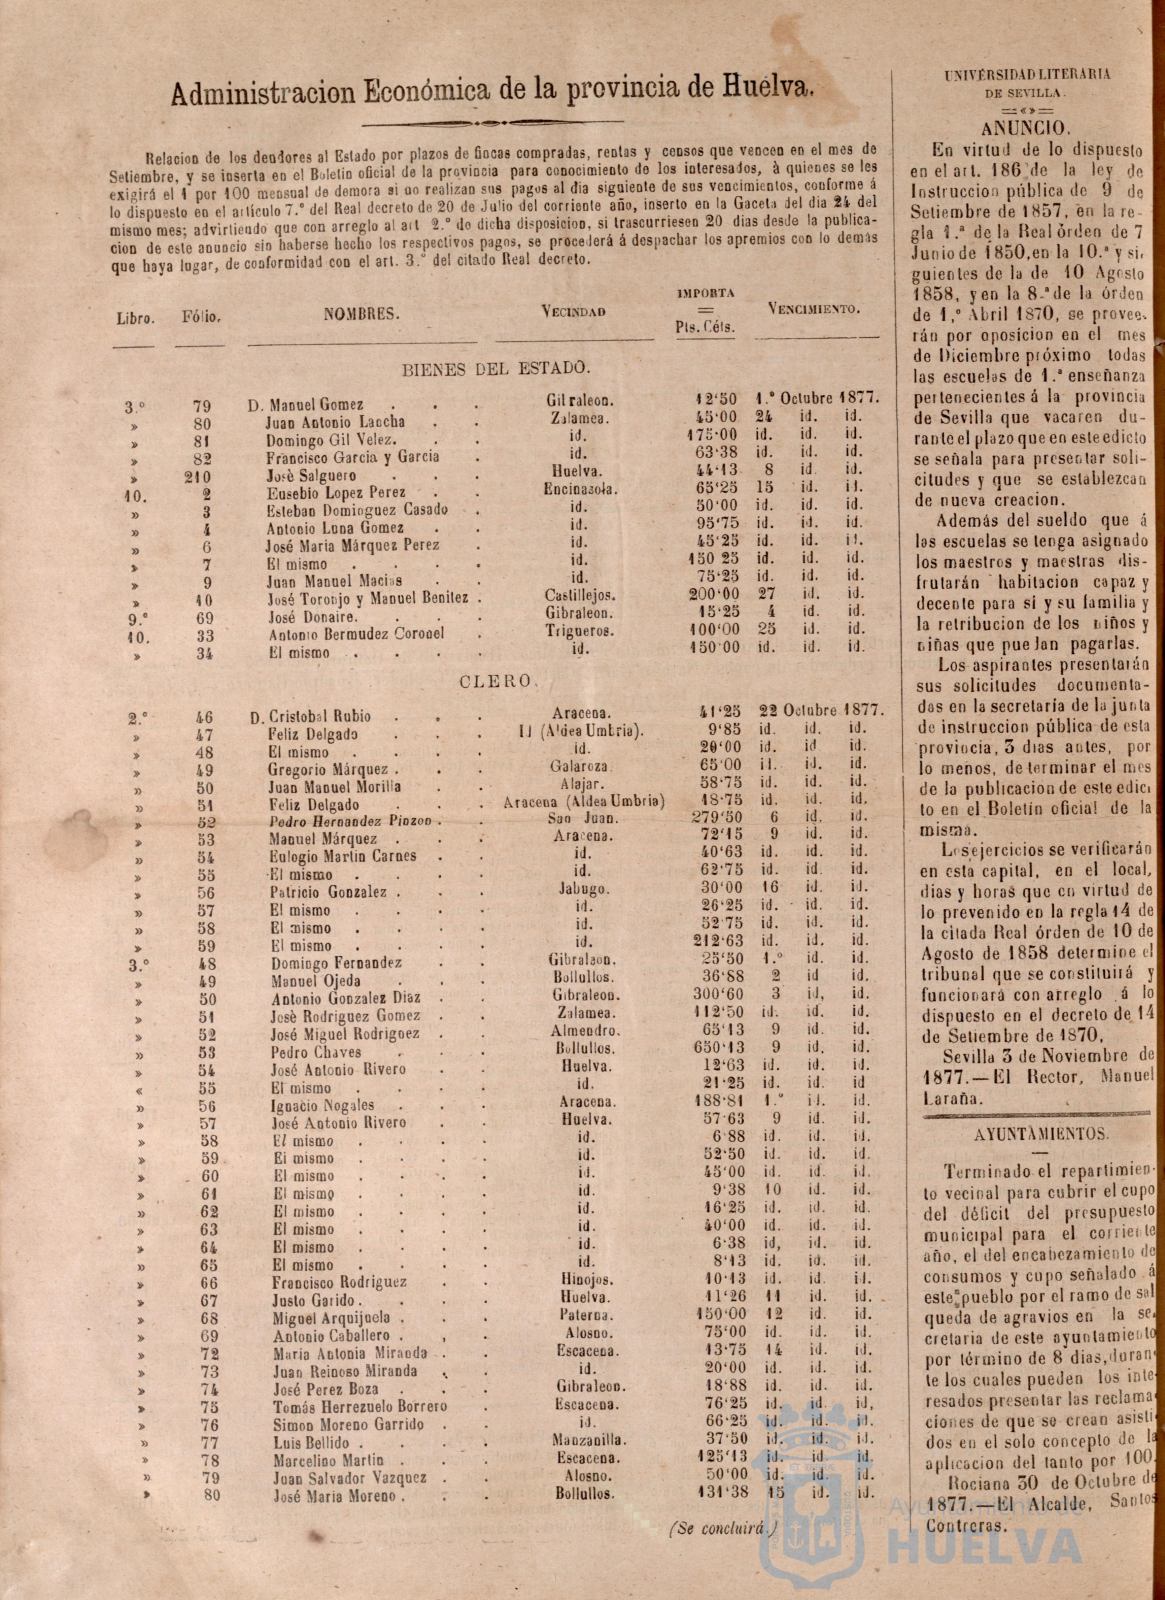 Administracion Económica de la provincia de Huelva.
Relacion de los deudores al Estado por plazos de fincas compradas, rentas y censos que vencen en el mes de
Setiembre, y se inserta en el Boletin oficial de la provincia para conocimiento de los interesados, à quienes se les
exigirá el 1 por 100 mensual de demora si no realizan sus pagos al dia siguiente de sus vencimientos, conforme á
lo dispuesto en el artículo 7.° del Real decreto de 20 de Julio del corriente año, inserto en la Gaceta del dia 24 del
mismo mes; advirtiendo que con arreglo al art 2.° de dicha disposicion, si trascurriesen 20 dias desde la publica-
cion de este anuncio sin haberse hecho los respectivos pagos, se procederá á despachar los apremios con lo demás
que haya lugar, de conformidad con el art. 3.° del citado Real decreto.
Libro. Fólio. NOMBRES. VECINDAD IMPORTA = Pts. Céts. VENCIMIENTO.
BIENES DEL ESTADO.
3.° 79 D. Manuel Gomez . . . Gilraleon. 12'50 1.° Octubre 1877.
» 80 Juan Antonio Lancha . . Zalamea. 45'00 24 id. id.
» 81 Domingo Gil Velez. . . id. 175'00 id. id. id.
» 82 Francisco Garcia y Garcia . id. 63'38 id. id. id.
» 210 Josè Salguero . . . Huelva. 44'13 8 id id.
10. 2 Eusebio Lopez Perez . . Encinasola. 65'25 15 id. id.
» 3 Esteban Dominguez Casado . id. 50'00 id. id. id.
» 4 Antonio Luna Gomez . . id. 95'75 id. id. id.
» 6 José Maria Márquez Perez . id. 45'25 id. id. id.
» 7 El mismo . . . . id. 150 25 id. id. id.
» 9 Juan Manuel Macias . . id. 75'25 id. id. id.
» 10 José Toronjo y Manuel Benitez . Castillejos. 200'00 27 id. id.
9.° 69 José Donaire. . . . Gibraleon. 15'25 4 id. id.
10. 33 Antonio Bermudez Coronel . Trigueros. 100'00 25 id. id.
» 34 El mismo . . . . id. 150'00 id. id. id.
CLERO.
2.° 46 D. Cristobal Rubio . . . Aracena. 41'25 22 Octubre 1877.
» 47 Feliz Delgado . . . Id (Aldea Umbria). 9'85 id. id. id.
» 48 El mismo . . . . id. 20'00 id. id id.
» 49 Gregorio Márquez . . . Galaroza. 65'00 id. id. id.
» 50 Juan Manuel Morilla . . Alajar. 58'75 id. id. id.
» 51 Feliz Delgado . . . Aracena (Aldea Umbria) 18'75 id. id. id.
» 52 Pedro Hernandez Pinzon . . San Juan. 279'50 6 id. id.
» 53 Manuel Márquez . . . Aracena. 72'15 9 id. id.
» 54 Eulogio Martin Carnes . . id. 40'63 id. id. id.
» 55 El mismo . . . . id. 62'75 id. id. id.
» 56 Patricio Gonzalez . . . Jabugo. 30'00 16 id. id.
» 57 El mismo . . . . id. 26'25 id. id. id.
» 58 El mismo . . . . id. 52'75 id. id. id.
» 59 El mismo . . . . id. 212'63 id. id. id.
3.° 48 Domingo Fernandez . . Gibraleon. 25'50 1.° id. id.
» 49 Manuel Ojeda . . . Bollullos. 36'88 2 id id.
» 50 Antonio Gonzalez Diaz . . Gibraleon. 300'60 3 id, id.
» 51 Josè Rodriguez Gomez . . Zalamea. 112'50 id. id. id.
» 52 José Miguel Rodriguez . . Almendro. 65'13 9 id. id.
» 53 Pedro Chaves . . . Bollullos. 650'13 9 id. id.
» 54 José Antonio Rivero . . Huelva. 12'63 id. id. id.
« 55 El mismo . . . . id. 21'25 id. id. id
» 56 Ignacio Nogales . . . Aracena. 188'81 1.° id. id.
» 57 José Antonio Rivero . . Huelva. 57'63 9 id. id.
» 58 El mismo . . . . id. 6'88 id. id. id.
» 59 El mismo . . . . id. 52'50 id. id. id.
» 60 El mismo . . . . id. 45'00 id. id. id.
» 61 El mismo . . . . id. 9'38 10 id. id.
» 62 El mismo . . . . id. 16'25 id. id. id.
» 63 El mismo . . . . id. 40'00 id. id. id.
» 64 El mismo . . . . id. 6'38 id, id. id.
» 65 El mismo . . . . id. 8'13 id. id. id.
» 66 Francisco Rodriguez . . Hinojos. 10'13 id. id. id.
» 67 Justo Garido . . . . Huelva. 11'26 11 id. id.
» 68 Miguel Arquijuela . . . Paterna. 150'00 12 id. id.
» 69 Antonio Caballero . . . Alosno. 75'00 id. id. id.
» 72 Maria Antonia Miranda . . Escacena. 13'75 14 id. id.
» 73 Juan Reinoso Miranda . . id. 20'00 id. id. id.
» 74 José Perez Boza . . . Gibraleon. 18'88 id. id. id.
» 75 Tomás Herrezuelo Borrero . Escacena. 76'25 id. id. id,
» 76 Simon Moreno Garrido . . id. 66'25 id. id. id.
» 77 Luis Bellido . . . . Manzanilla. 37'50 id. id. id.
» 78 Marcelino Martin . . . Escacena. 125'13 id. id. id.
» 79 Juan Salvador Vazquez . . Alosno. 50'00 id. id. id.
» 80 José Maria Moreno . . . Bollullos. 131'38 15 id. id.
(Se concluirá.)
UNIVERSIDAD LITERARIA
DE SEVILLA.
ANUNCIO.
En virtud de lo dispuesto
en el art. 186 de la ley de
Instruccion pública de 9 de
Setiembre de 1857, en la re-
gla 1.ª de la Real órden de 7
Junio de 1850, en la 10.ª y si-
guientes de la de 10 Agosto
1858, y en la 8.ª de la órden
de 1.° Abril 1870, se provee-
rán por oposicion en el mes
de Diciembre próximo todas
las escuelas de 1.ª enseñanza
pertenecientes á la provincia
de Sevilla que vacaren du-
rante el plazo que en este edicto
se señala para presentar soli-
citudes y que se establezcan
de nueva creacion.
Además del sueldo que á
las escuelas se tenga asignado
los maestros y maestras dis-
frutarán habitacion capaz y
decente para sí y su familia y
la retribucion de los niños y
niñas que puedan pagarlas.
Los aspirantes presentarán
sus solicitudes documenta-
das en la secretaria de la junta
de instruccion pública de esta
provincia, 3 dias antes, por
lo menos, de terminar el mes
de la publicacion de este edic-
to en el Boletin oficial de la
misma.
Los ejercicios se verificarán
en esta capital, en el local,
dias y horas que en virtud de
lo prevenido en la regla 14 de
la citada Real órden de 10 de
Agosto de 1858 determine el
tribunal que se constituirá y
funcionará con arreglo á lo
dispuesto en el decreto de 14
de Setiembre de 1870.
Sevilla 3 de Noviembre de
1877.—El Rector, Manuel
Laraña.
AYUNTAMIENTOS.
Terminado el repartimien-
to vecinal para cubrir el cupo
del déficit del presupuesto
municipal para el corriente
año, el del encabezamiento de
consumos y cupo señalado á
este pueblo por el ramo de sal
queda de agravios en la se-
cretaria de este ayuntamiento
por término de 8 dias, duran-
te los cuales pueden los inte-
resados presentar las reclama
ciones de que se crean asisti-
dos en el solo concepto de la
aplicacion del tanto por 100.
Rociana 30 de Octubre de
1877.—El Alcalde, Santos
Contreras.
Ayuntamiento de
HUELVA